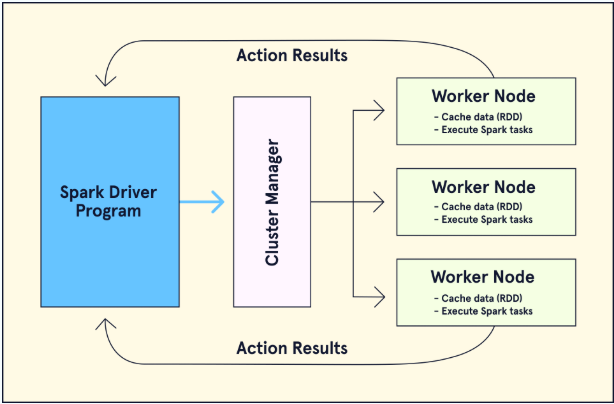 Action Results
Spark Driver
Program
Cluster Manager
Worker Node
- Cache data (RDD)
- Execute Spark tasks
Worker Node
- Cache data (RDD)
- Execute Spark tasks
Worker Node
- Cache data (RDD)
- Execute Spark tasks
Action Results